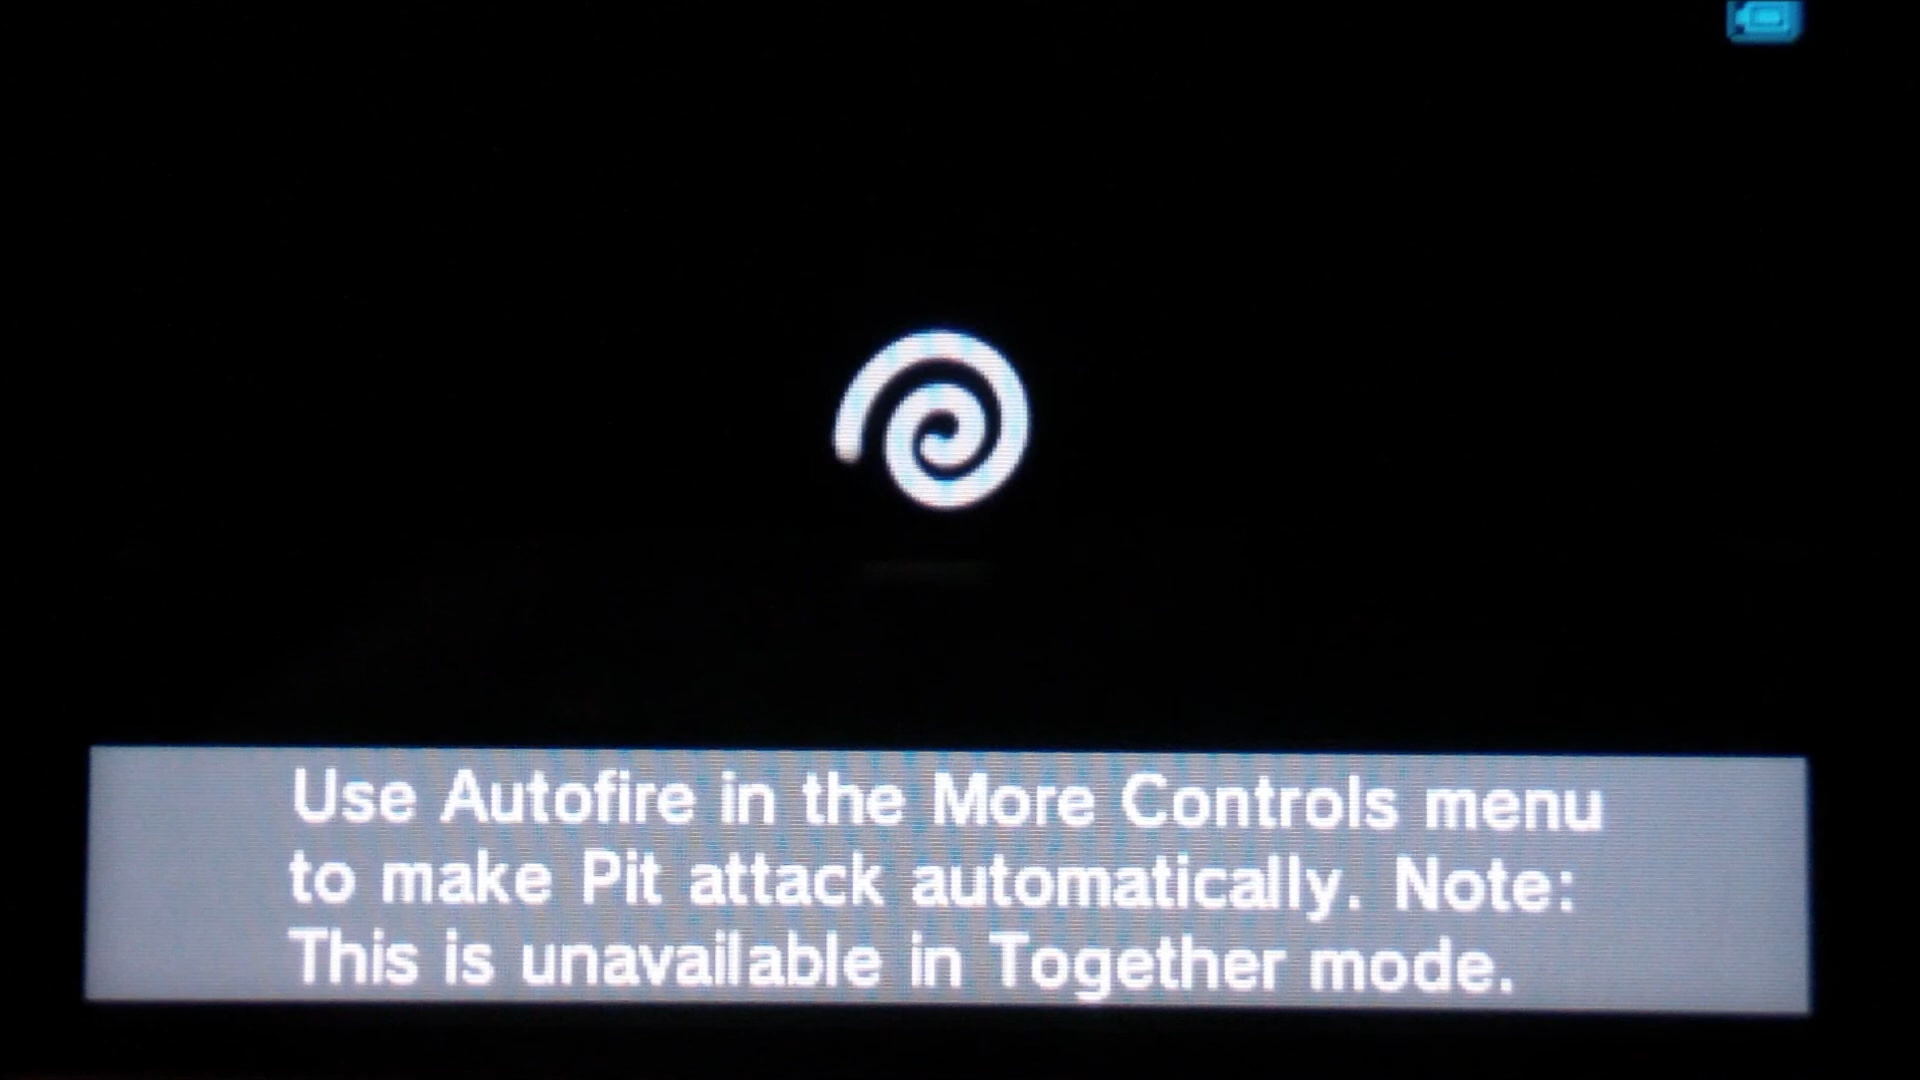 Use Autofire in the More Controls menu
to make Pit attack automatically. Note:
This is unavailable in Together mode.